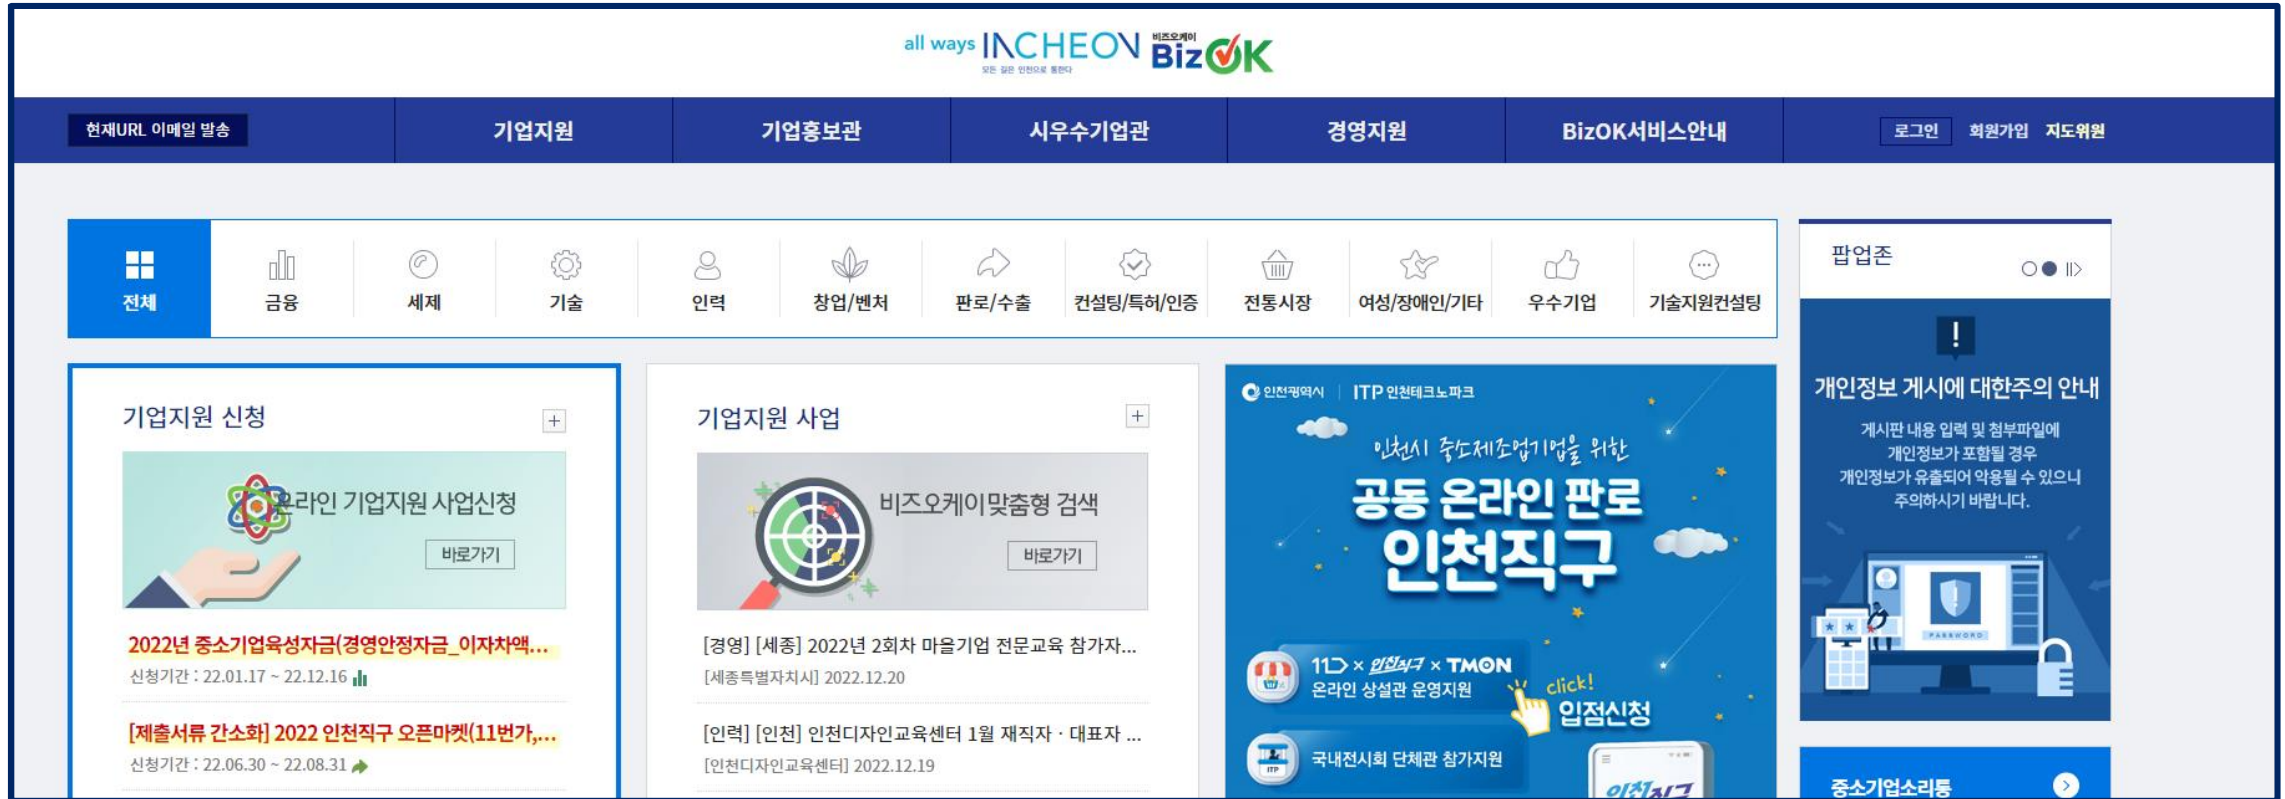 all ways INCHEON
모든 길은 인천으로 통한다
비즈오케이
BizOK
현재URL 이메일 발송
기업지원
기업홍보관
시우수기업관
경영지원
BizOK서비스안내
로그인
회원가입
지도위원
전체
금융
세제
기술
인력
창업/벤처
판로/수출
컨설팅/특허/인증
전통시장
여성/장애인/기타
우수기업
기술지원컨설팅
기업지원 신청
온라인 기업지원 사업신청
바로가기
2022년 중소기업육성자금(경영안정자금_이자차액...
신청기간 : 22.01.17 ~ 22.12.16
[제출서류 간소화] 2022 인천직구 오픈마켓(11번가,...
신청기간 : 22.06.30 ~ 22.08.31
기업지원 사업
비즈오케이맞춤형 검색
바로가기
[경영] [세종] 2022년 2회차 마을기업 전문교육 참가자...
[세종특별자치시] 2022.12.20
[인력] [인천] 인천디자인교육센터 1월 재직자 · 대표자 ...
[인천디자인교육센터] 2022.12.19
인천광역시 | ITP 인천테크노파크
인천시 중소제조업기업을 위한
공동 온라인 판로
인천직구
11 × 인천직구 × TMON
온라인 상설관 운영지원
click!
입점신청
ITP
국내전시회 단체관 참가지원
인천직구
팝업존
!
개인정보 게시에 대한주의 안내
게시판 내용 입력 및 첨부파일에
개인정보가 포함될 경우
개인정보가 유출되어 악용될 수 있으니
주의하시기 바랍니다.
PASSWORD
중소기업소리통